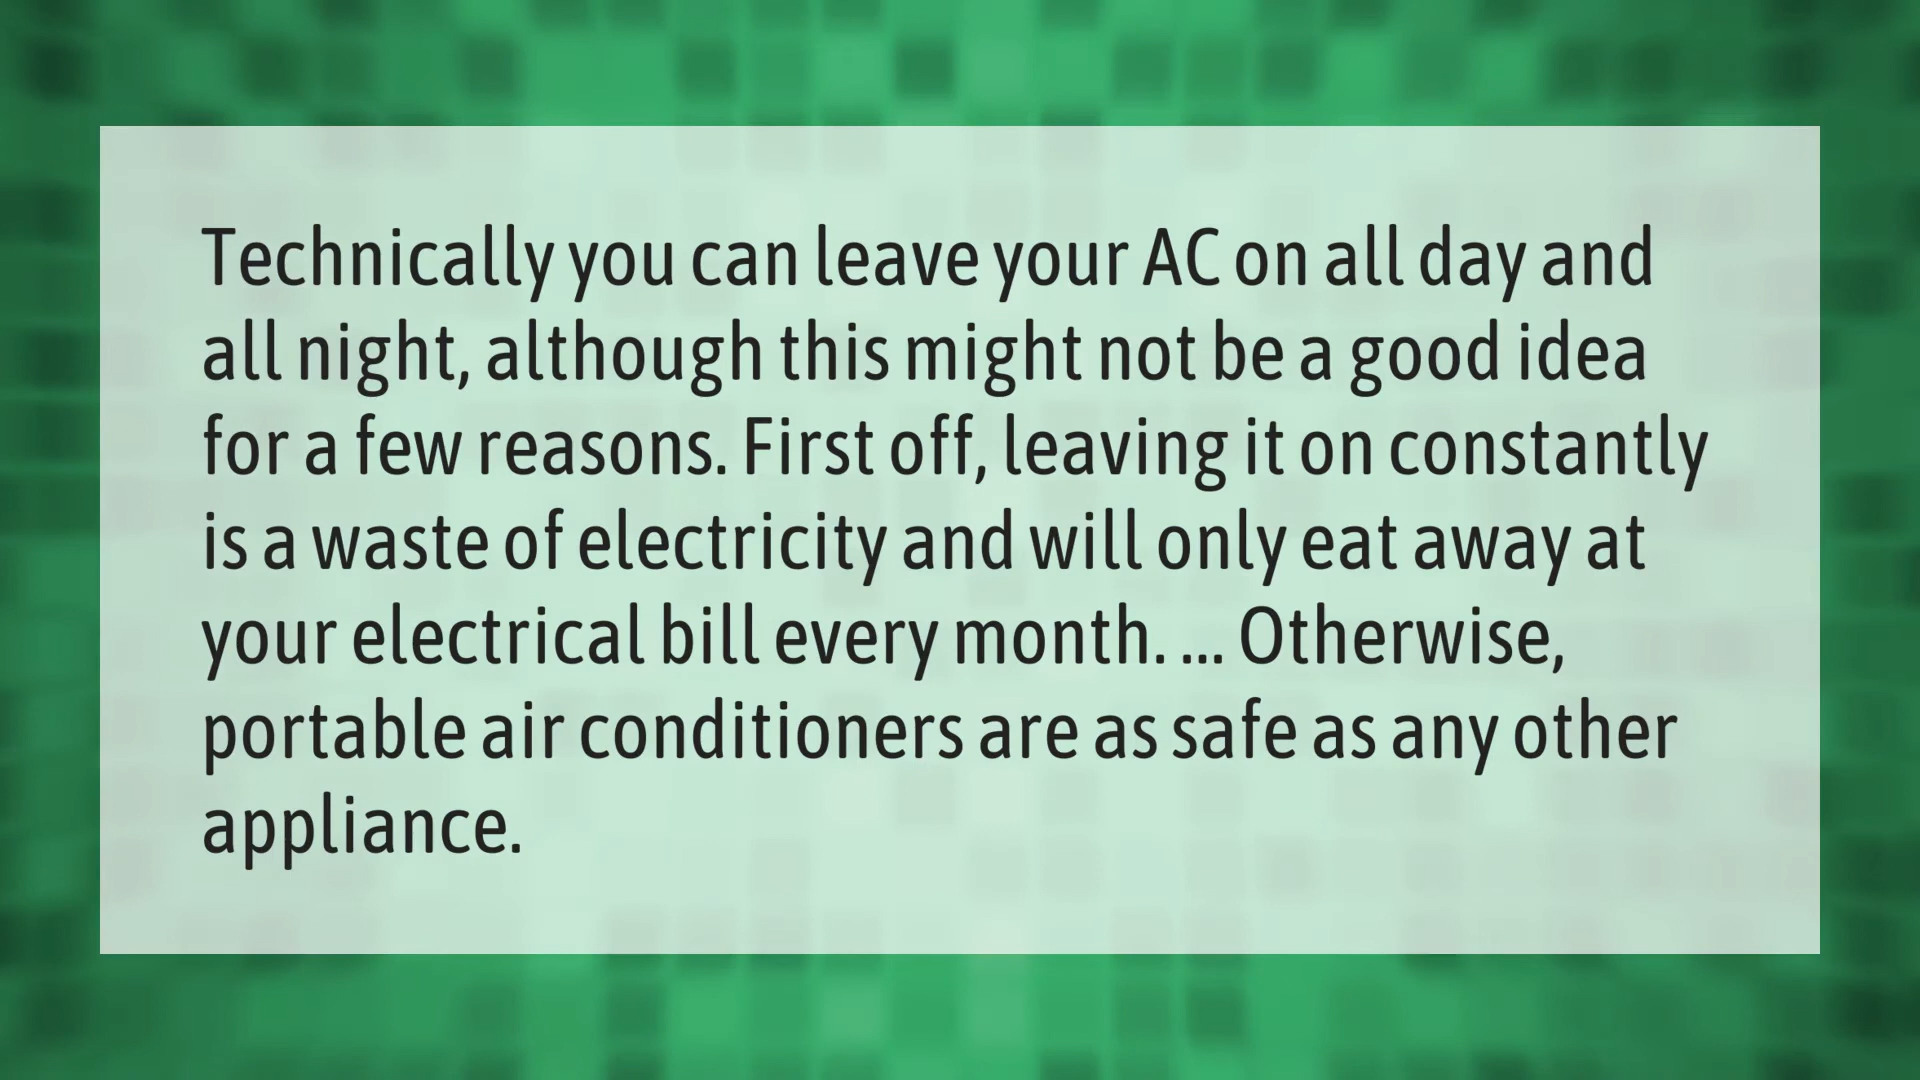 Technically you can leave your AC on all day and
all night, although this might not be a good idea
for a few reasons. First off, leaving it on constantly
is a waste of electricity and will only eat away at
your electrical bill every month. ... Otherwise,
portable air conditioners are as safe as any other
appliance.